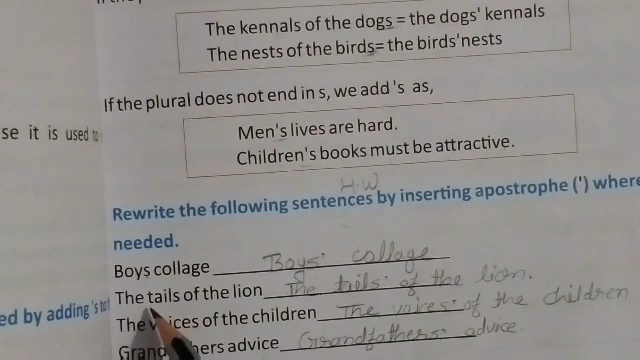 The kennals of the dogs = the dogs' kennals
The nests of the birds= the birds'nests
If the plural does not end in s, we add 's as,
se it is used to
Men's lives are hard.
Children's books must be attractive.
H.W
Rewrite the following sentences by inserting apostrophe (') where
needed.
Boys collage Boys' collage
ed by adding 's to
The tails of the lion The tails' of the lion.
The voices of the children The voices' of the children
advice Grandfathers' advice